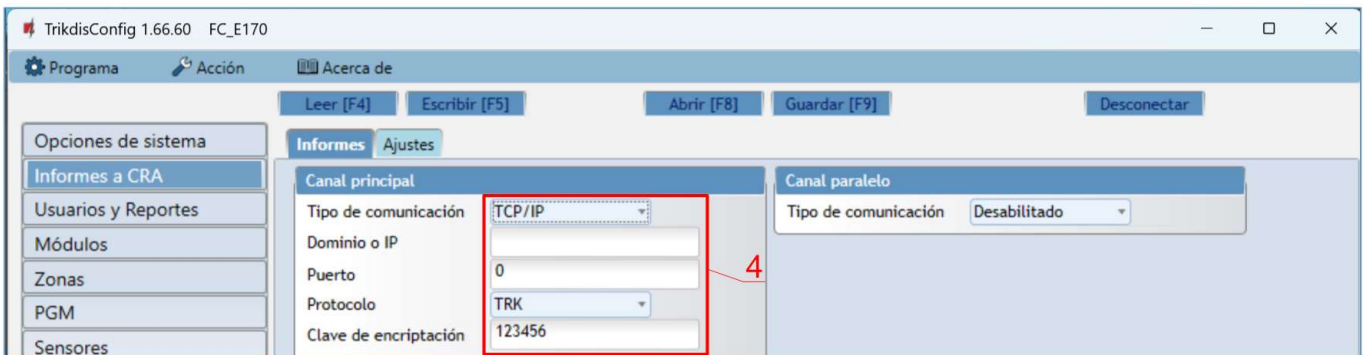 TrikdisConfig 1.66.60 FC_E170
Programa Acción Acerca de
Leer [F4] Escribir [F5] Abrir [F8] Guardar [F9] Desconectar
Opciones de sistema
Informes a CRA
Usuarios y Reportes
Módulos
Zonas
PGM
Sensores
Informes Ajustes
Canal principal
Tipo de comunicación TCP/IP
Dominio o IP
Puerto 0
Protocolo TRK
Clave de encriptación 123456
4
Canal paralelo
Tipo de comunicación Desabilitado